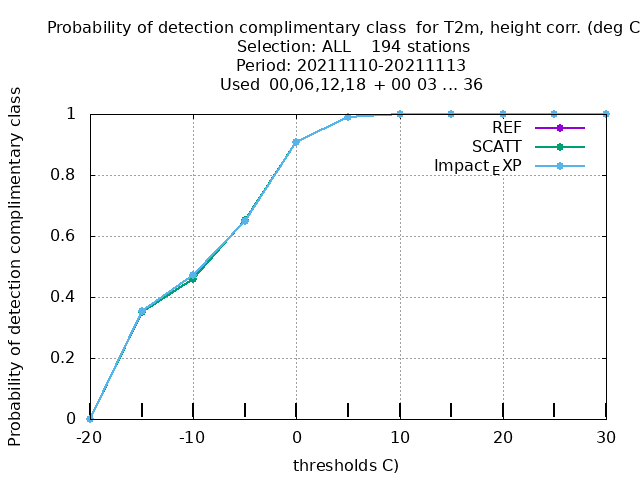 Probability of detection complimentary class for T2m, height corr. (deg C
Selection: ALL 194 stations
Period: 20211110-20211113
Used 00,06,12,18 + 00 03 ... 36
Probability of detection complimentary class
1
0.8
0.6
0.4
0.2
0
REF
SCATT
Impact_EXP
-20 -10 0 10 20 30
thresholds C)